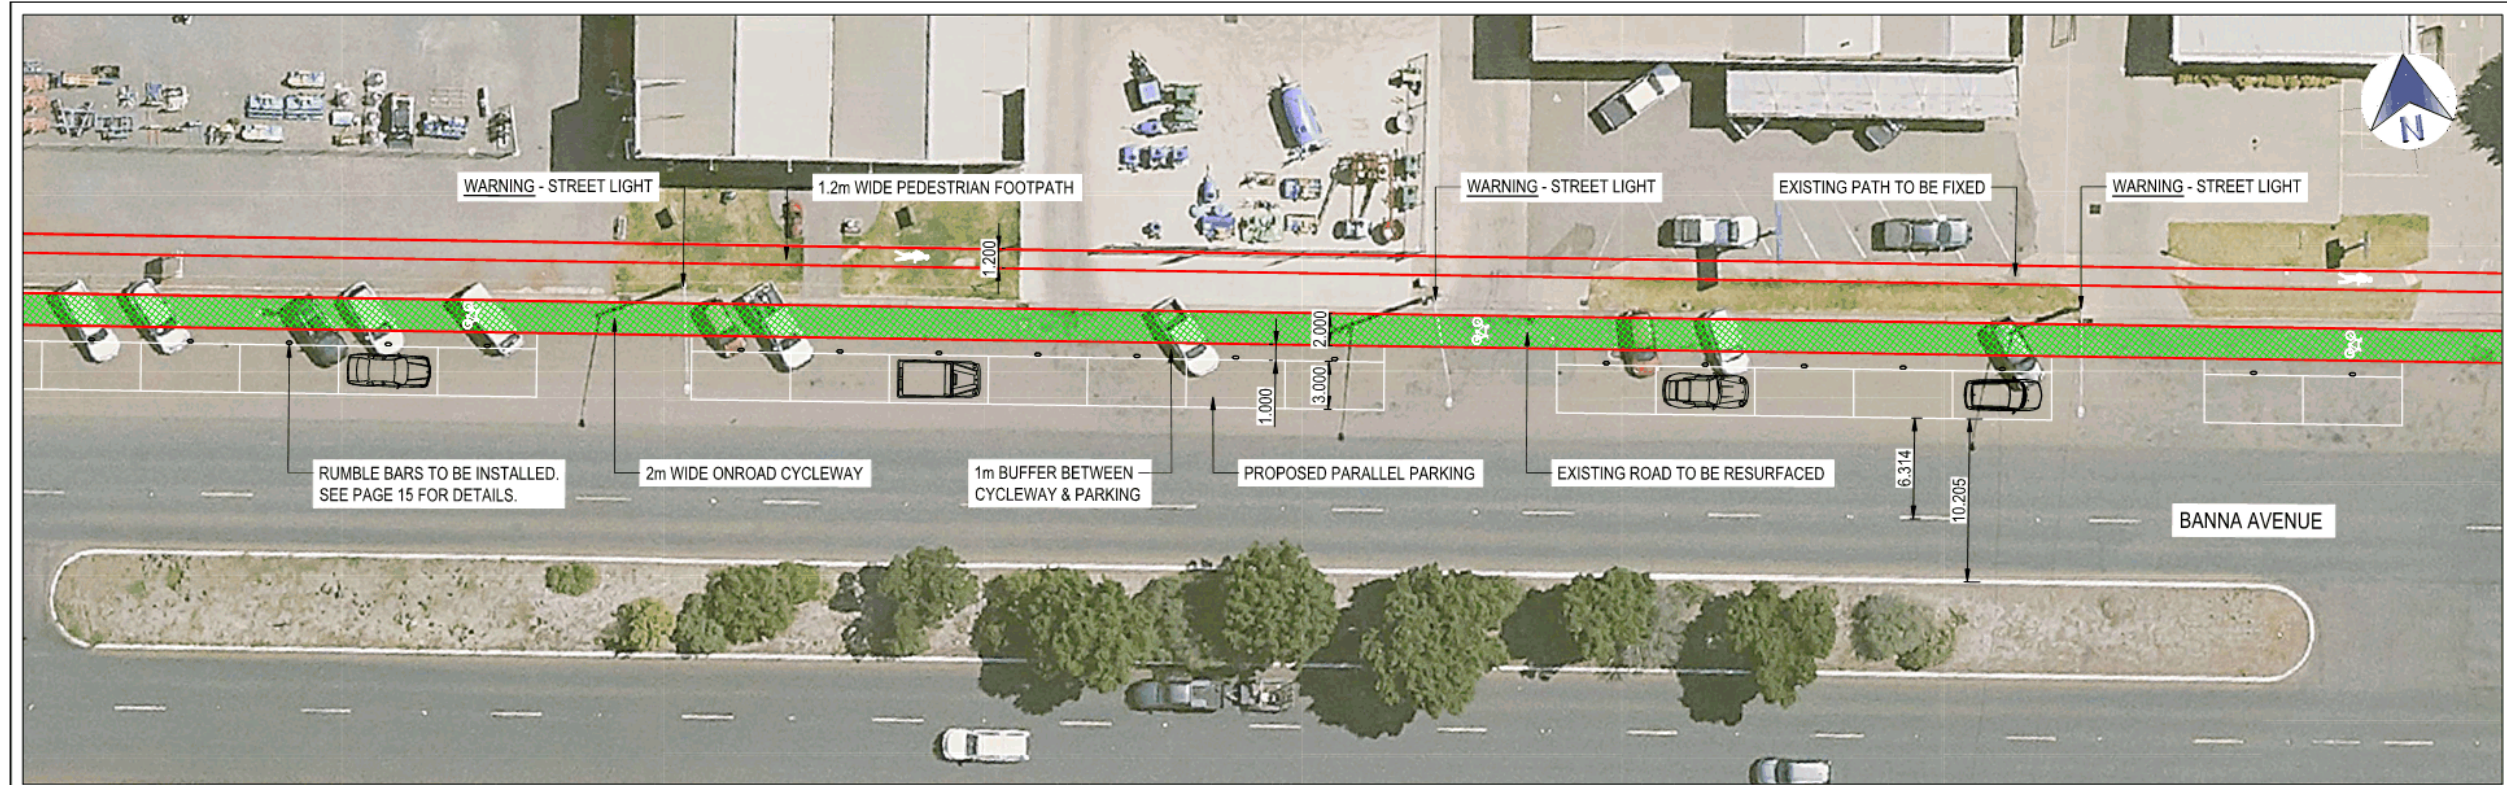 N
WARNING - STREET LIGHT
1.2m WIDE PEDESTRIAN FOOTPATH
WARNING - STREET LIGHT
EXISTING PATH TO BE FIXED
WARNING - STREET LIGHT
1.200
2.000
1.000
3.000
RUMBLE BARS TO BE INSTALLED.
SEE PAGE 15 FOR DETAILS.
2m WIDE ONROAD CYCLEWAY
1m BUFFER BETWEEN
CYCLEWAY & PARKING
PROPOSED PARALLEL PARKING
EXISTING ROAD TO BE RESURFACED
6.314
10.205
BANNA AVENUE